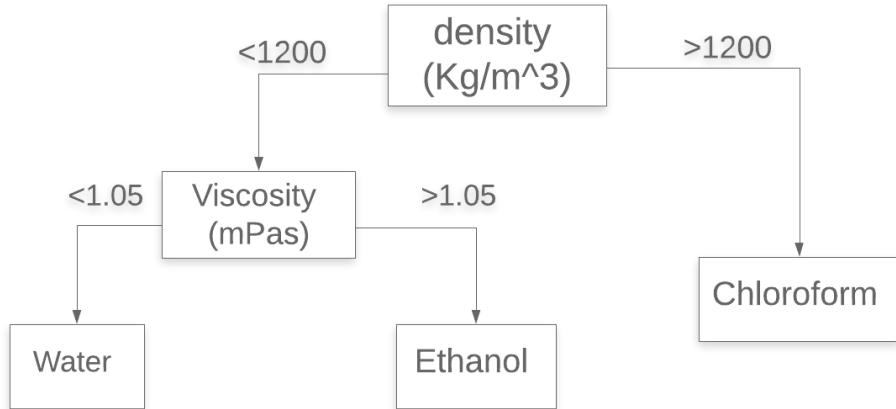 density
(Kg/m^3)
<1200
>1200
Viscosity
(mPas)
<1.05
>1.05
Chloroform
Water
Ethanol